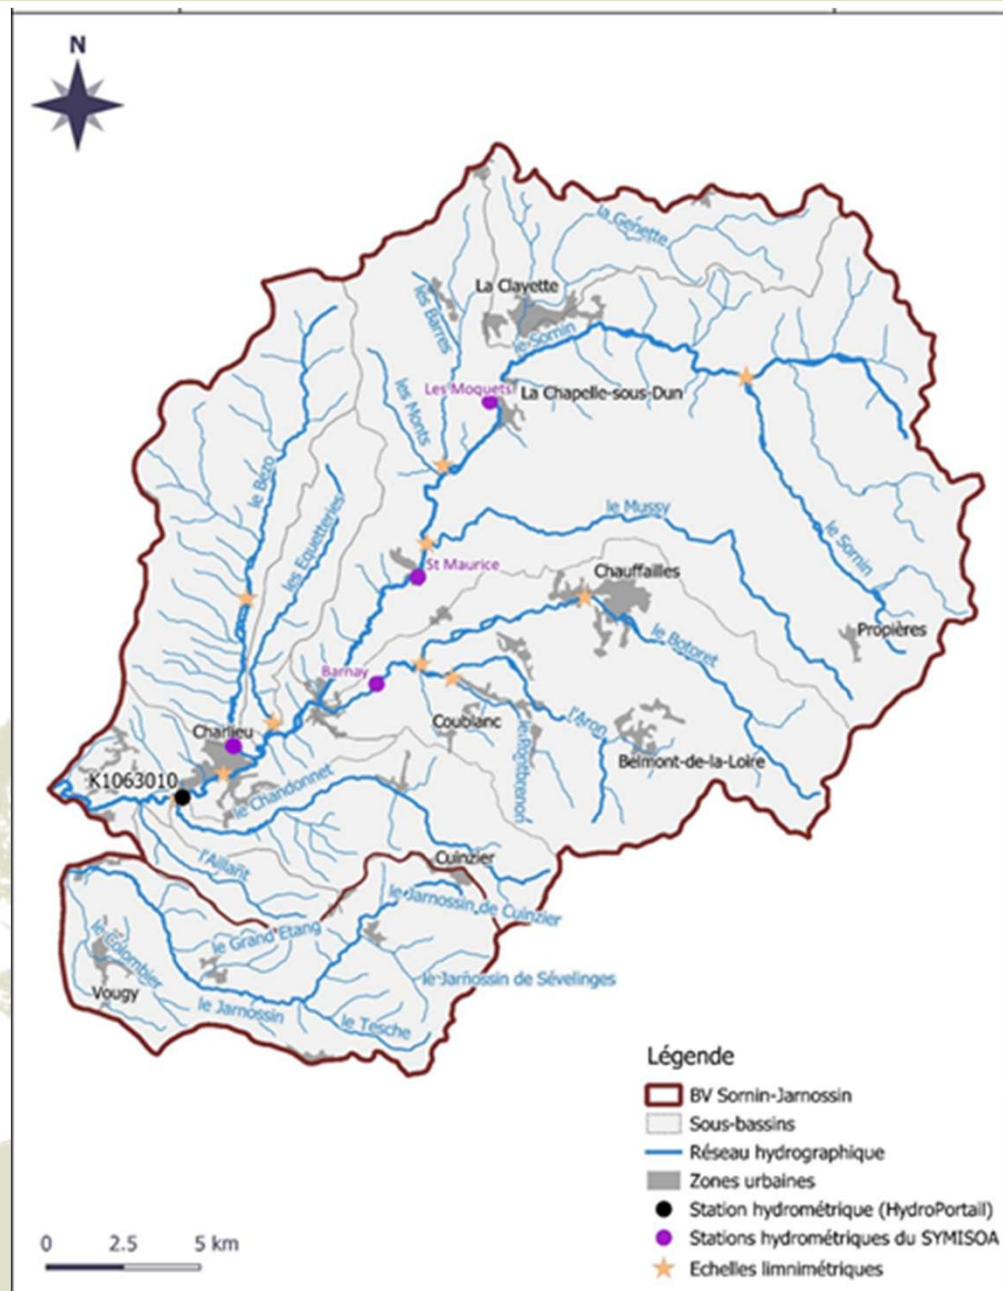 N
la Genette
La Clayette
les Barres
le Sornin
Les Moquets
La Chapelle-sous-Dun
les Monts
le Bezo
les Equetteries
le Mussy
le Sornin
St Maurice
Chauffailles
Propières
le Botoret
Barnay
Charlieu
Coublanc
l'Aron
le Pontbrenon
Belmont-de-la-Loire
K1063010
le Chandonnet
l'Aillant
Cuinzier
le Jarnossin de Cuinzier
le Grand Etang
le Colombier
le Jarnossin de Sévelinges
Vougy
le Jarnossin
le Tesche
Légende
BV Sornin-Jarnossin
Sous-bassins
Réseau hydrographique
Zones urbaines
Station hydrométrique (HydroPortail)
Stations hydrométriques du SYMISOA
Echelles limnimétriques
0 2.5 5 km